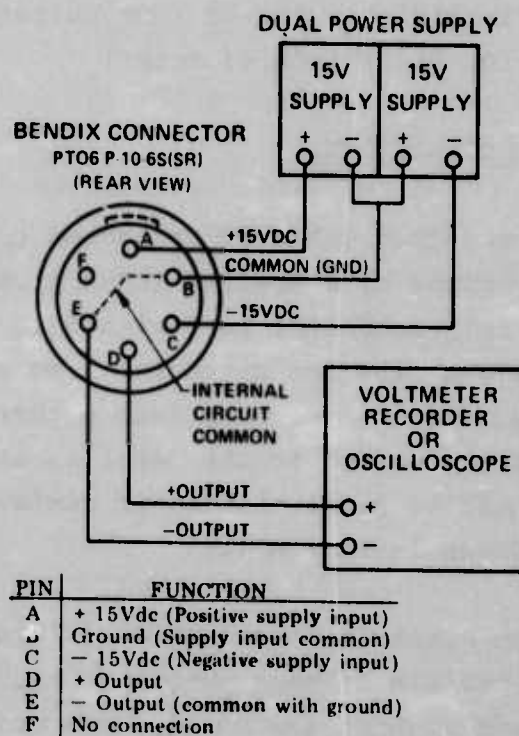 DUAL POWER SUPPLY
15V SUPPLY
15V SUPPLY
+ − + −
BENDIX CONNECTOR
PT06 P-10-6S(SR)
(REAR VIEW)
A
B
C
D
E
F
+15VDC
COMMON (GND)
−15VDC
INTERNAL
CIRCUIT
COMMON
VOLTMETER
RECORDER
OR
OSCILLOSCOPE
+OUTPUT
+
−OUTPUT
−
PIN FUNCTION
A + 15Vdc (Positive supply input)
Ground (Supply input common)
C − 15Vdc (Negative supply input)
D + Output
E − Output (common with ground)
F No connection